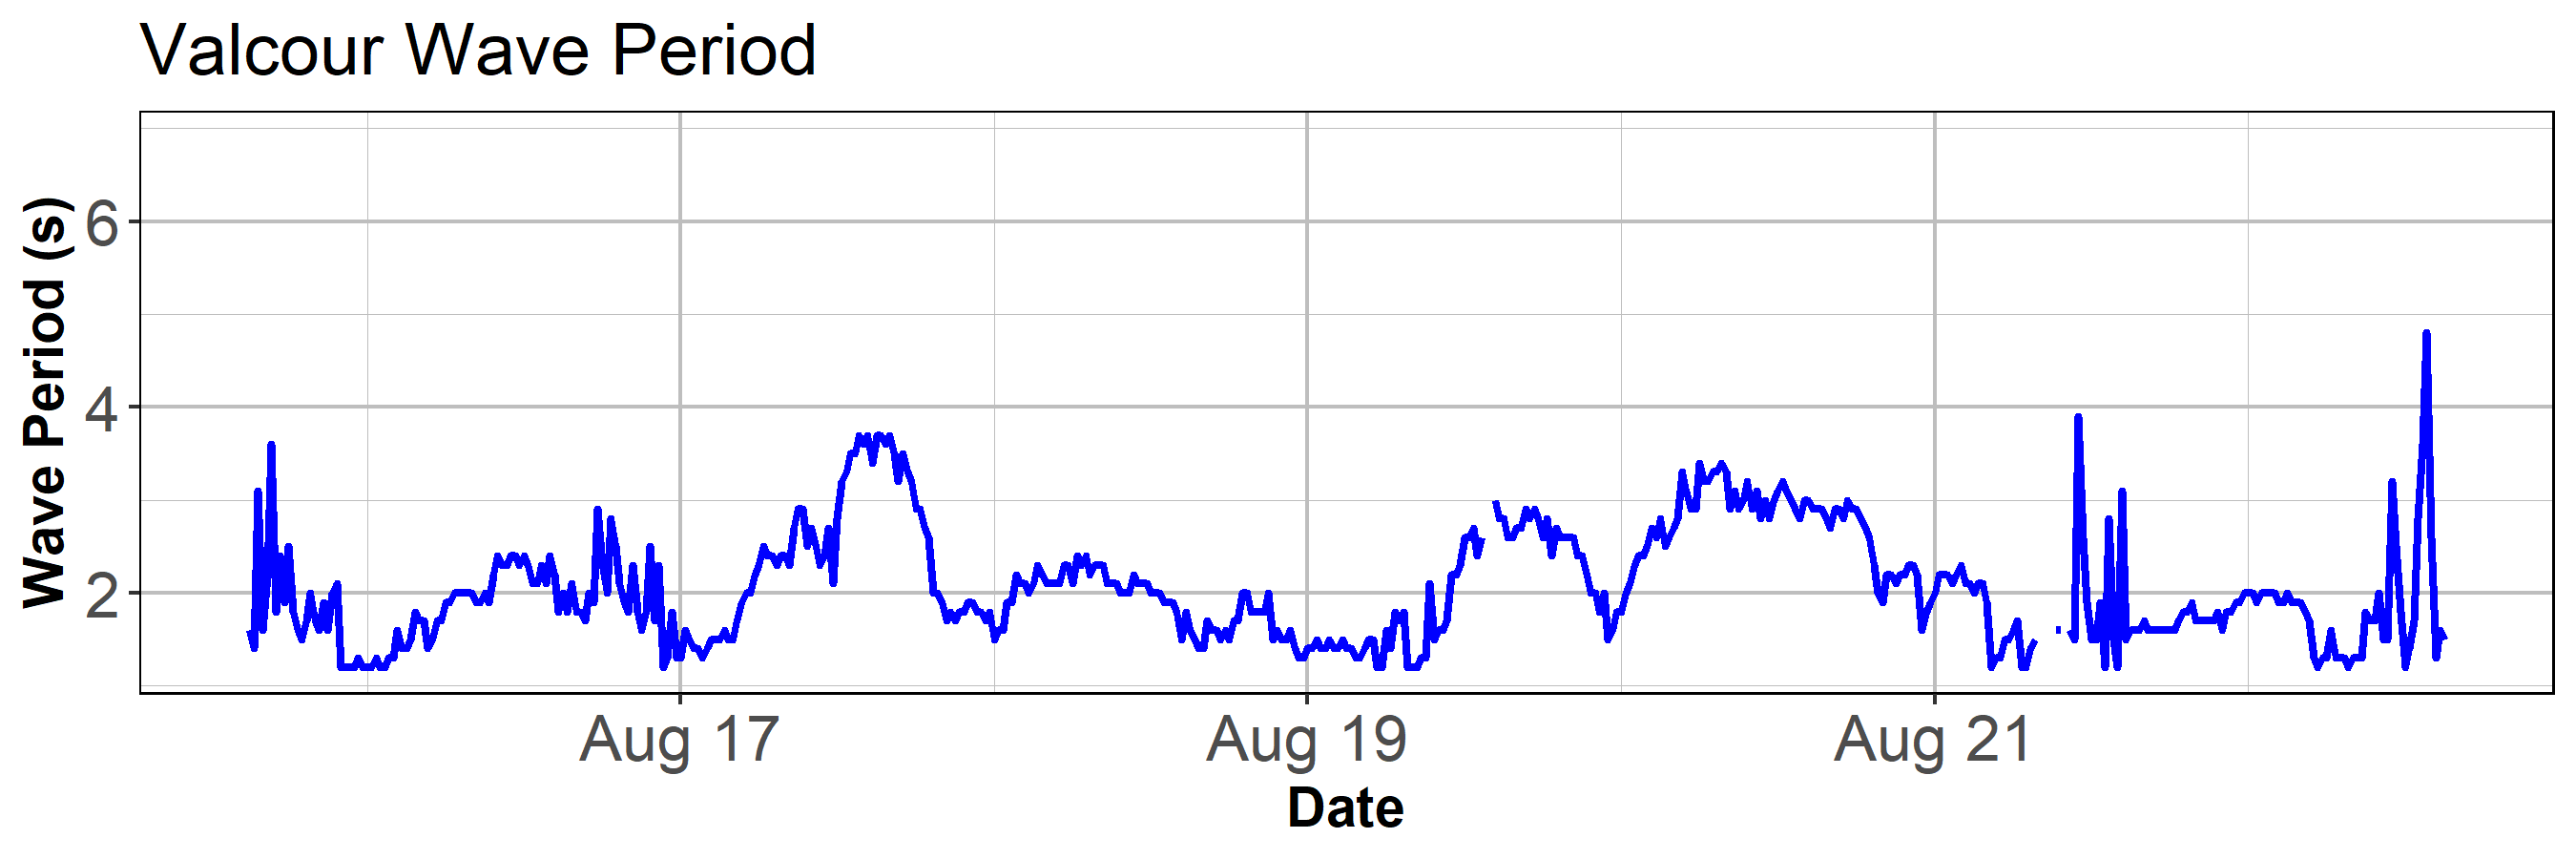 Valcour Wave Period
Wave Period (s)
6
4
2
Aug 17 Aug 19 Aug 21
Date